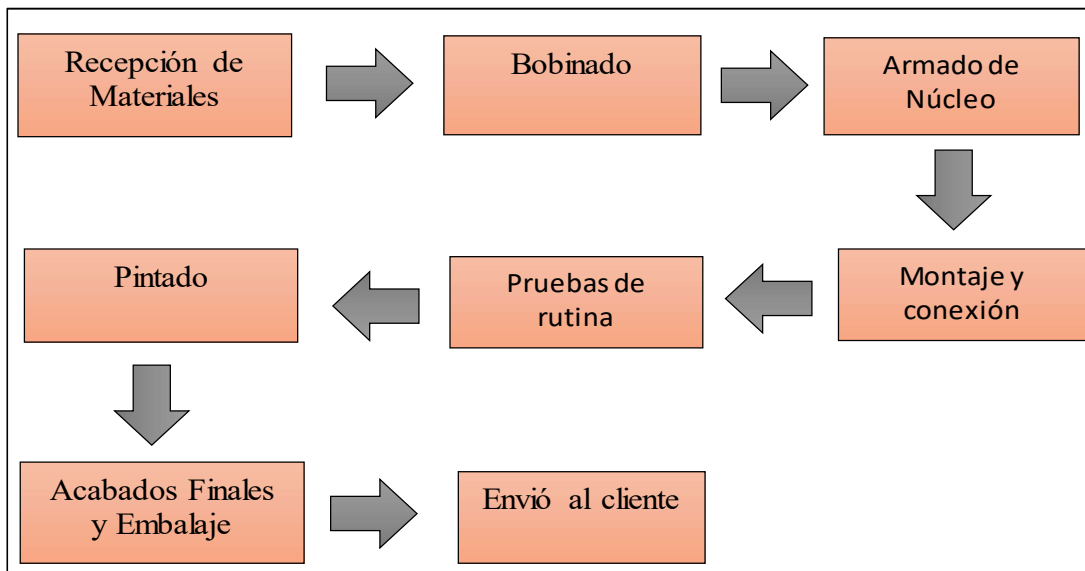 Recepción de
Materiales
Bobinado
Armado de
Núcleo
Montaje y
conexión
Pruebas de
rutina
Pintado
Acabados Finales
y Embalaje
Envió al cliente